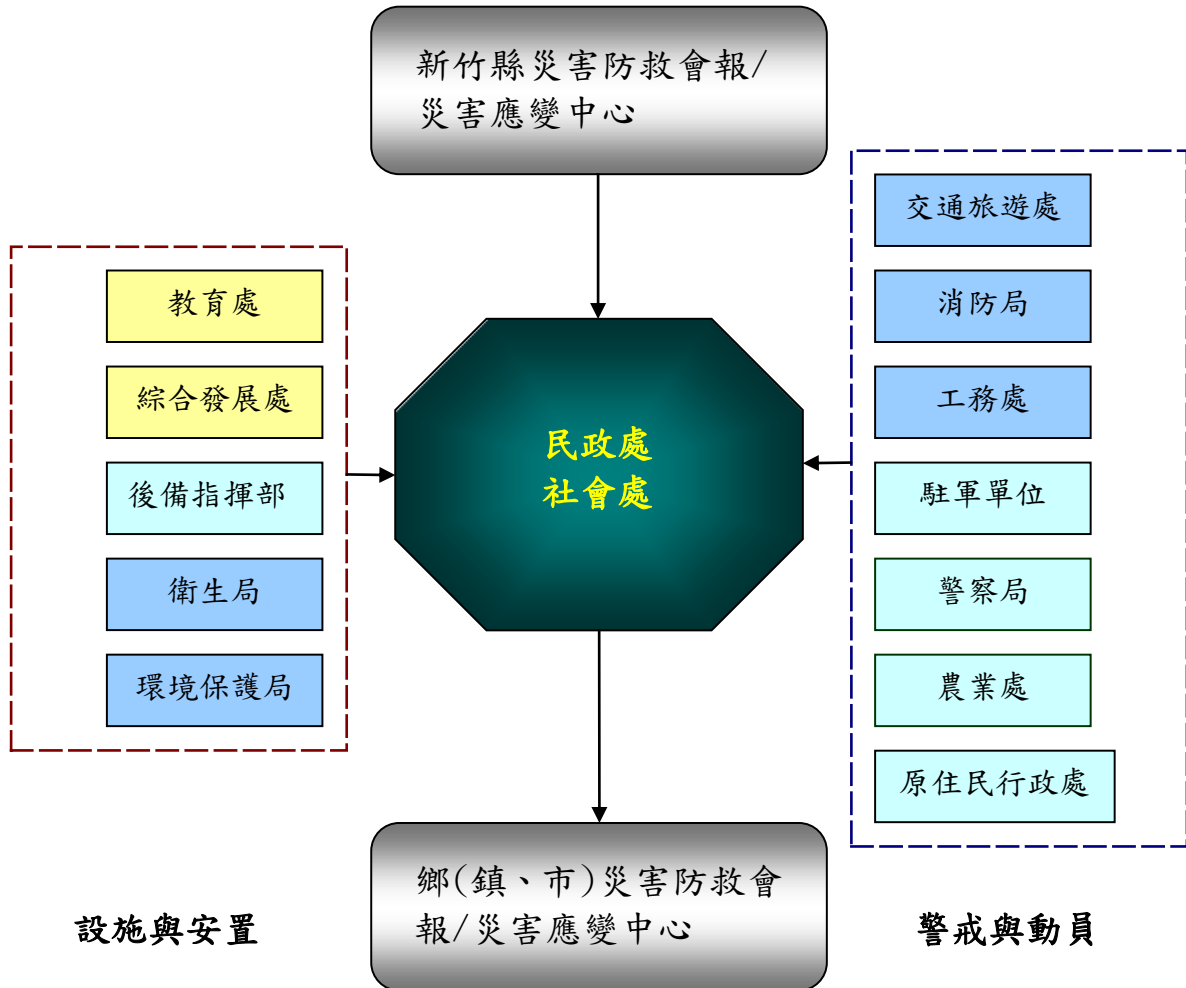 新竹縣災害防救會報/
災害應變中心
教育處
綜合發展處
後備指揮部
衛生局
環境保護局
民政處
社會處
交通旅遊處
消防局
工務處
駐軍單位
警察局
農業處
原住民行政處
鄉(鎮、市)災害防救會
報/災害應變中心
設施與安置
警戒與動員